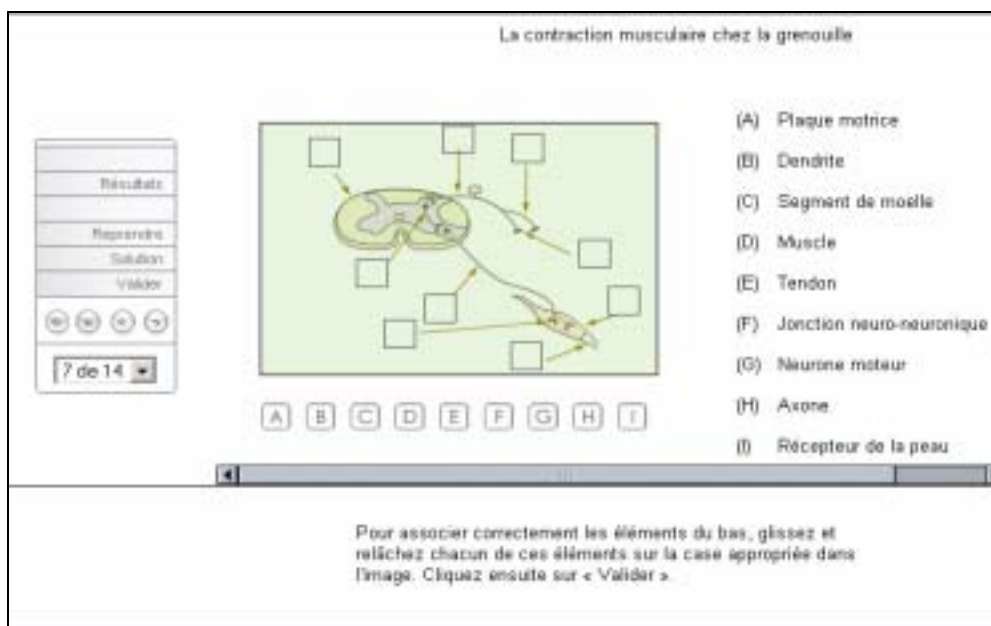 La contraction musculaire chez la grenouille
Résultats
Reprendre
Solution
Valider
7 de 14
A B C D E F G H I
(A) Plaque motrice
(B) Dendrite
(C) Segment de moelle
(D) Muscle
(E) Tendon
(F) Jonction neuro-neuronique
(G) Neurone moteur
(H) Axone
(I) Récepteur de la peau
Pour associer correctement les éléments du bas, glissez et
relâchez chacun de ces éléments sur la case appropriée dans
l'image. Cliquez ensuite sur « Valider ».